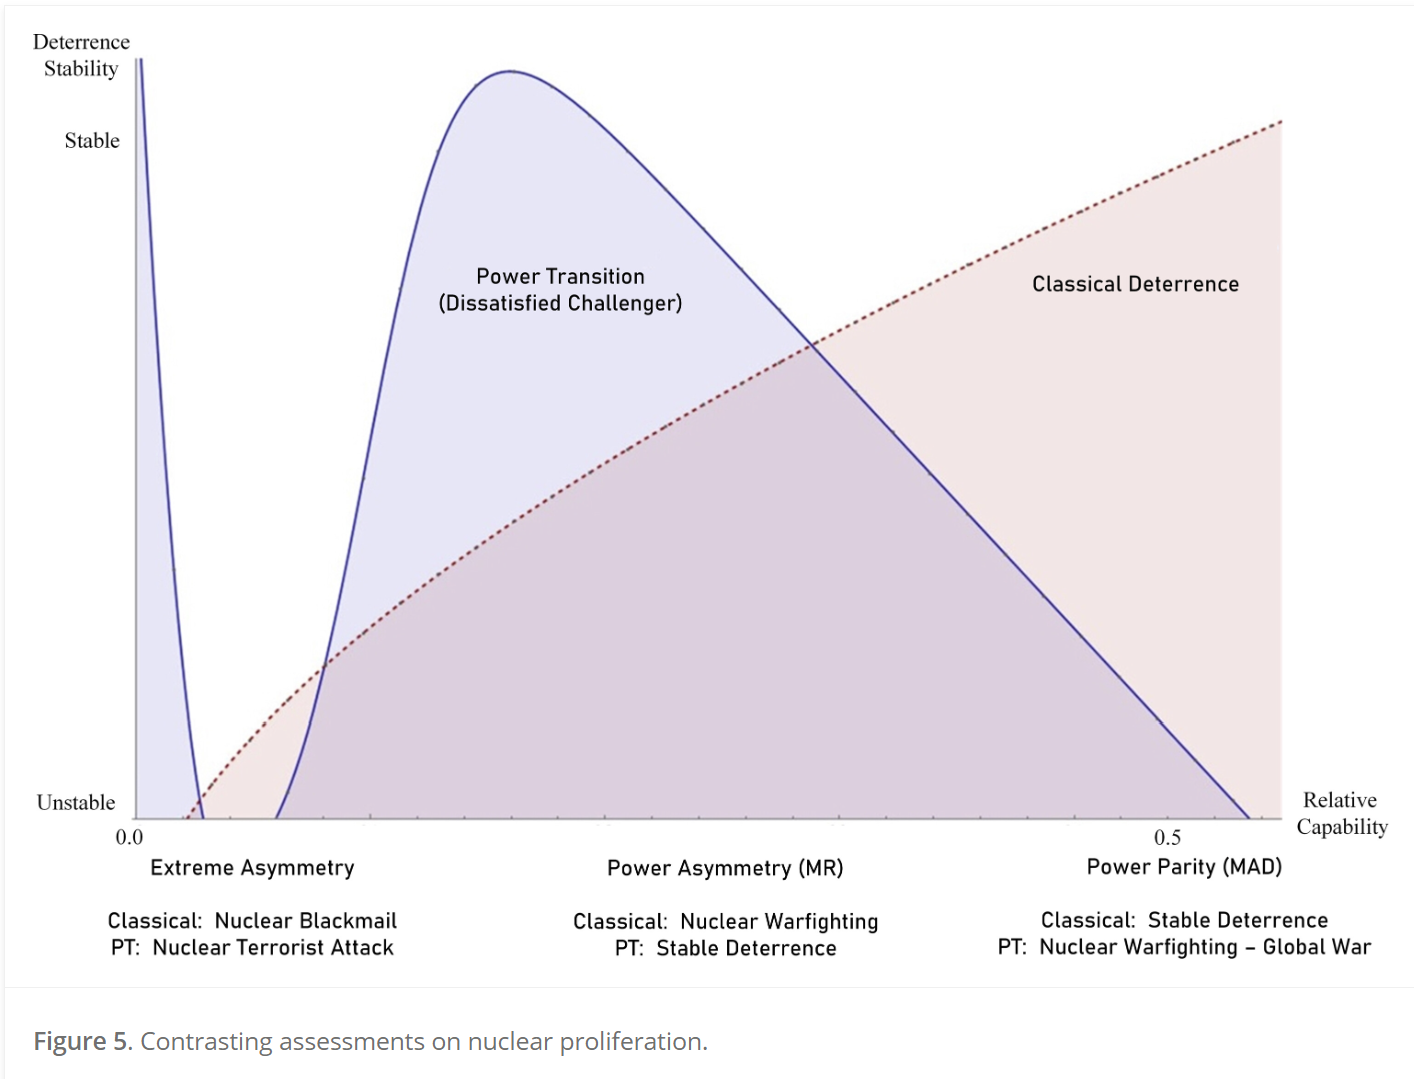 Deterrence
Stability
Stable
Power Transition
(Dissatisfied Challenger)
Classical Deterrence
Unstable
Relative
Capability
0.0
0.5
Extreme Asymmetry
Power Asymmetry (MR)
Power Parity (MAD)
Classical: Nuclear Blackmail
PT: Nuclear Terrorist Attack
Classical: Nuclear Warfighting
PT: Stable Deterrence
Classical: Stable Deterrence
PT: Nuclear Warfighting – Global War
Figure 5. Contrasting assessments on nuclear proliferation.